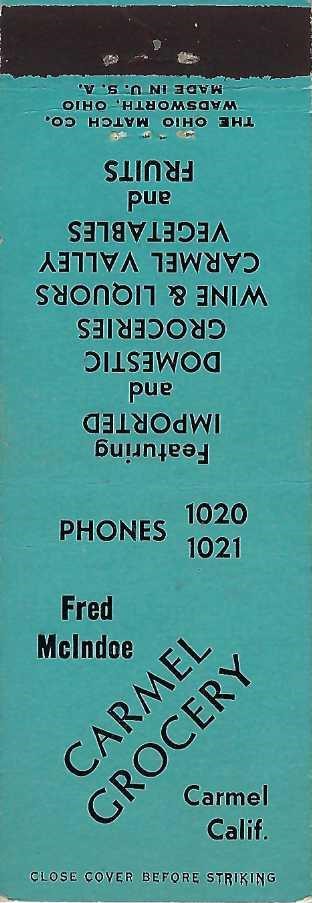 PHONES 1020
1021
Fred
McIndoe
CARMEL
GROCERY
Carmel
Calif.
CLOSE COVER BEFORE STRIKING
Featuring
IMPORTED
and
DOMESTIC
GROCERIES
WINE & LIQUORS
CARMEL VALLEY
VEGETABLES
and
FRUITS
THE OHIO MATCH CO.
WADSWORTH, OHIO
MADE IN U. S. A.